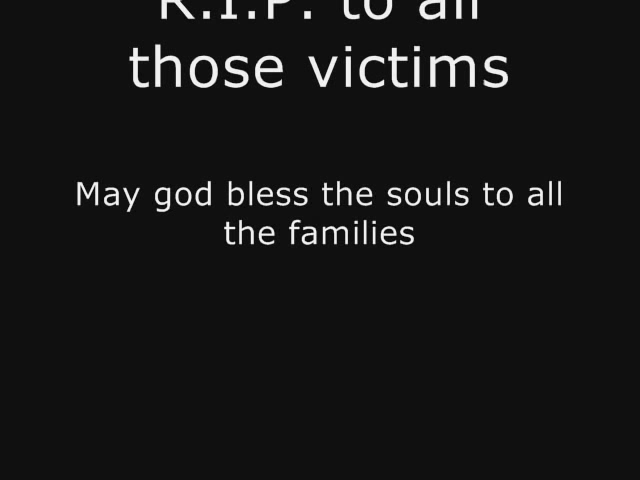 R.I.P. to all
those victims
May god bless the souls to all
the families